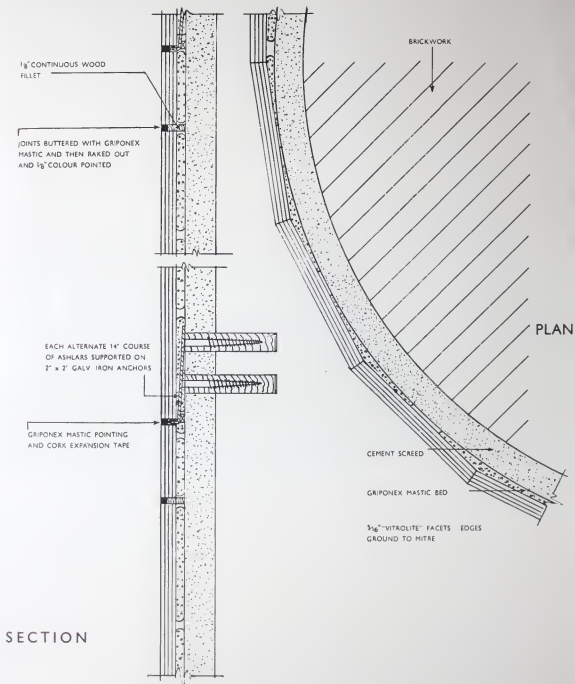 ⅛" CONTINUOUS WOOD
FILLET
JOINTS BUTTERED WITH GRIPONEX
MASTIC AND THEN RAKED OUT
AND ⅛" COLOUR POINTED
EACH ALTERNATE 14" COURSE
OF ASHLARS SUPPORTED ON
2" x 2" GALV IRON ANCHORS
GRIPONEX MASTIC POINTING
AND CORK EXPANSION TAPE
SECTION
BRICKWORK
PLAN
CEMENT SCREED
GRIPONEX MASTIC BED
5/16" "VITROLITE" FACETS EDGES
GROUND TO MITRE